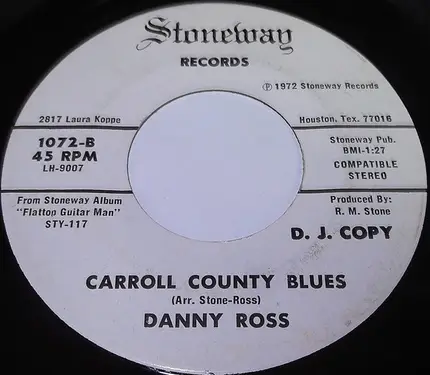 Stoneway
RECORDS
℗ 1972 Stoneway Records
2817 Laura Koppe
Houston, Tex. 77016
1072-B
45 RPM
LH-9007
Stoneway Pub.
BMI-1:27
COMPATIBLE
STEREO
From Stoneway Album
"Flattop Guitar Man"
STY-117
Produced By:
R. M. Stone
D. J. COPY
CARROLL COUNTY BLUES
(Arr. Stone-Ross)
DANNY ROSS